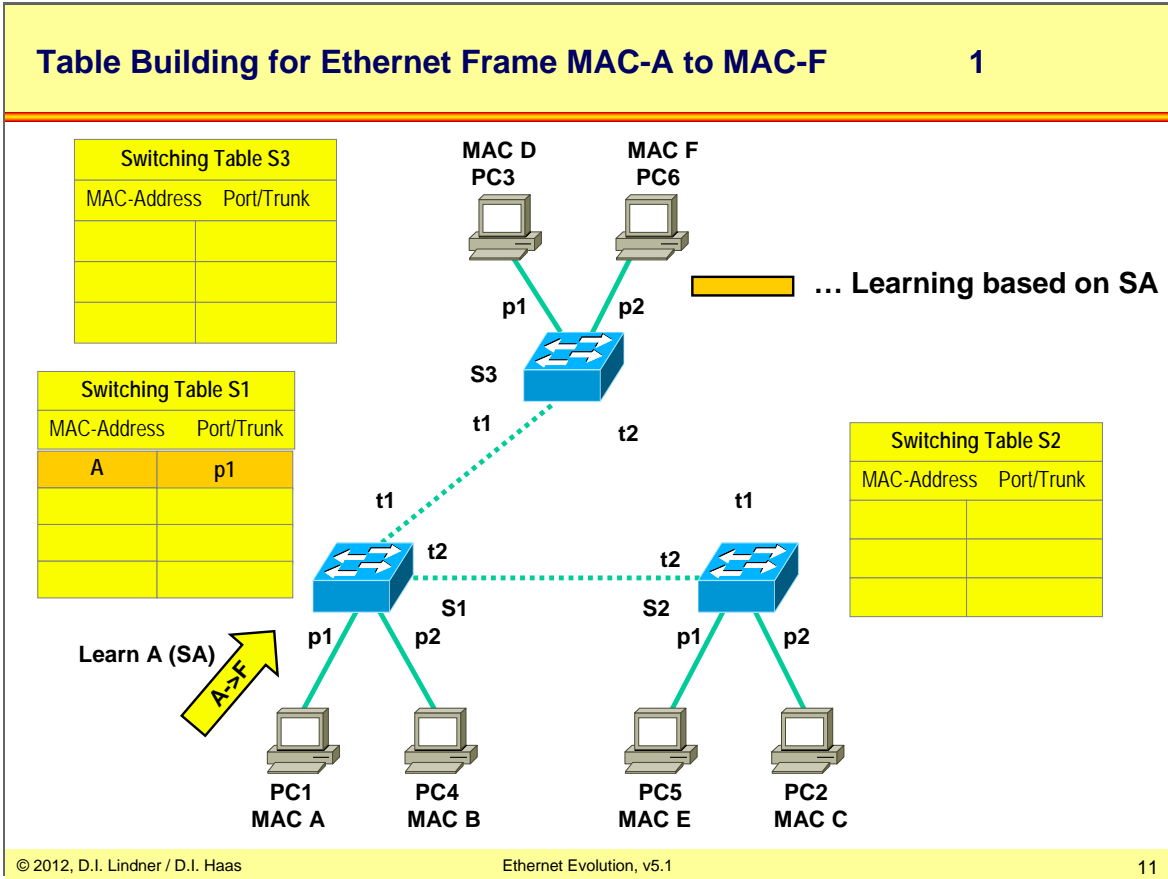 Table Building for Ethernet Frame MAC-A to MAC-F 1
Switching Table S3
MAC-Address Port/Trunk
MAC D
PC3
MAC F
PC6
… Learning based on SA
p1
p2
S3
t1
t2
Switching Table S1
MAC-Address Port/Trunk
A p1
Switching Table S2
MAC-Address Port/Trunk
t1
t2
S1
t1
t2
S2
Learn A (SA)
A->F
p1
p2
p1
p2
PC1
MAC A
PC4
MAC B
PC5
MAC E
PC2
MAC C
© 2012, D.I. Lindner / D.I. Haas Ethernet Evolution, v5.1 11